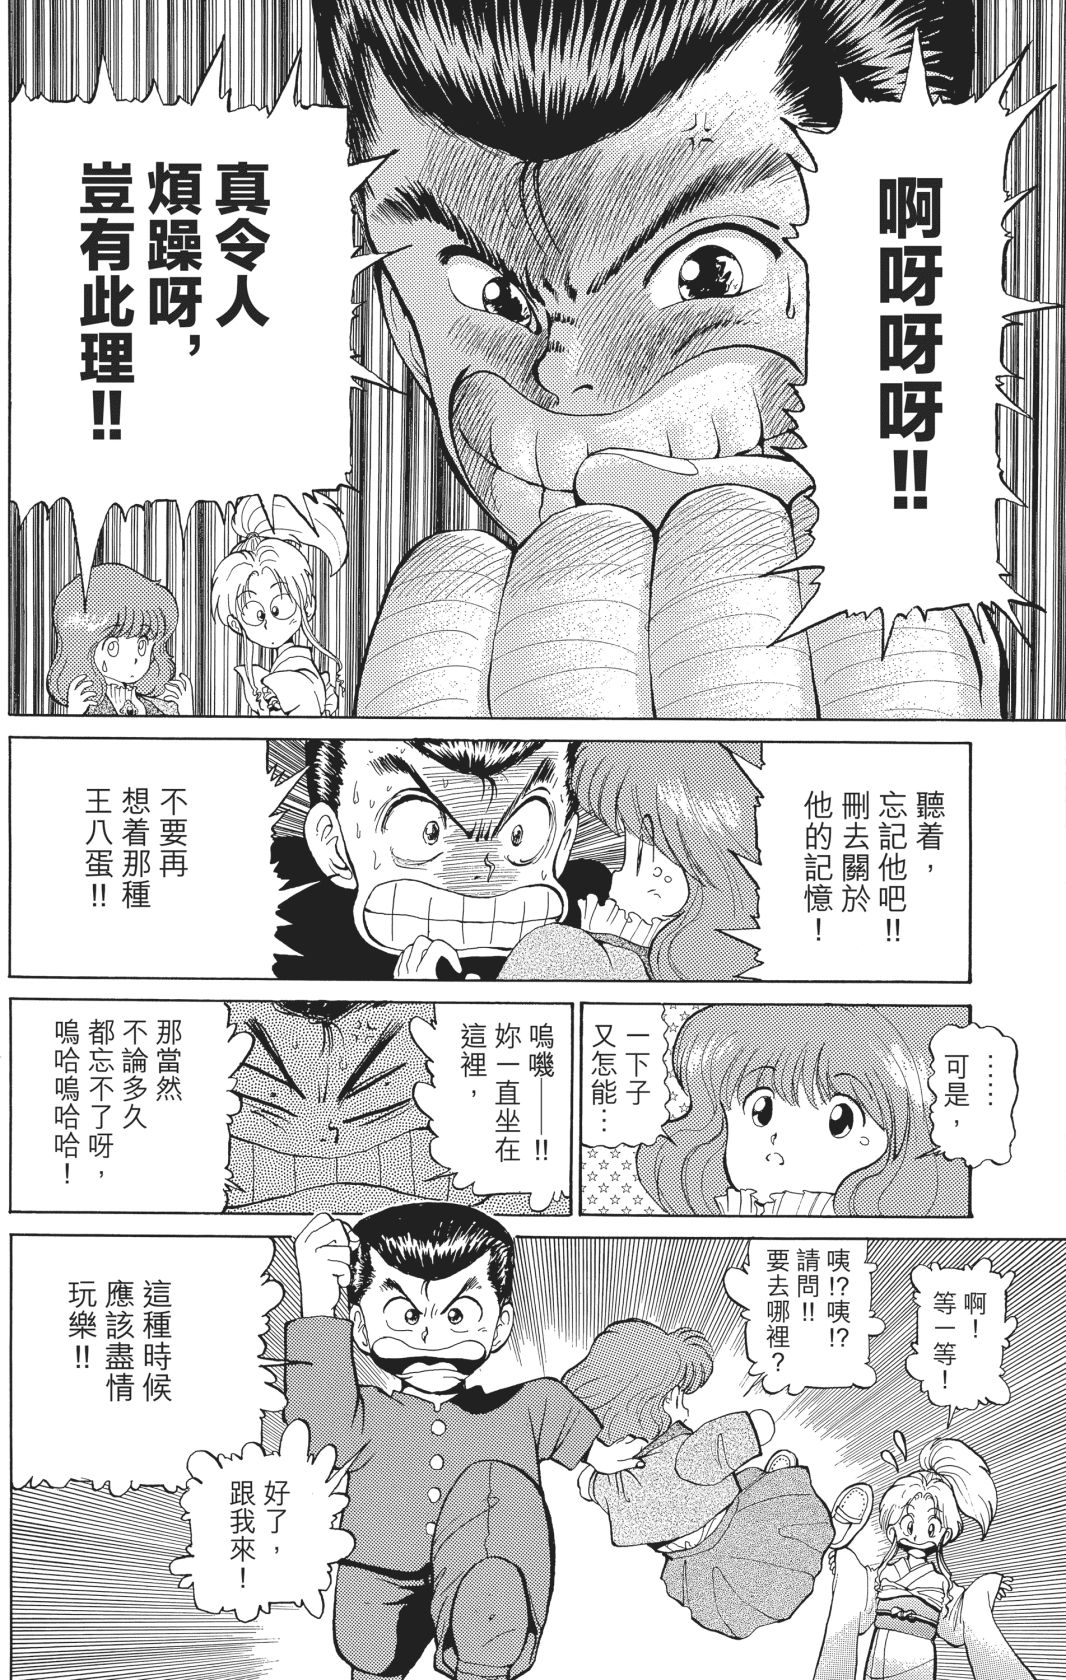 啊呀呀呀!!
真令人
煩躁呀，
豈有此理!!
聽着，
忘記他吧!!
刪去關於
他的記憶！
不要再
想着那種
王八蛋!!
……
可是，
一下子
又怎能…
嗚嘰——!!
妳一直坐在
這裡，
那當然
不論多久
都忘不了呀，
嗚哈嗚哈哈！
啊！
等一等！
咦!?咦!?
請問!!
要去哪裡？
這種時候
應該盡情
玩樂!!
好了，
跟我來！